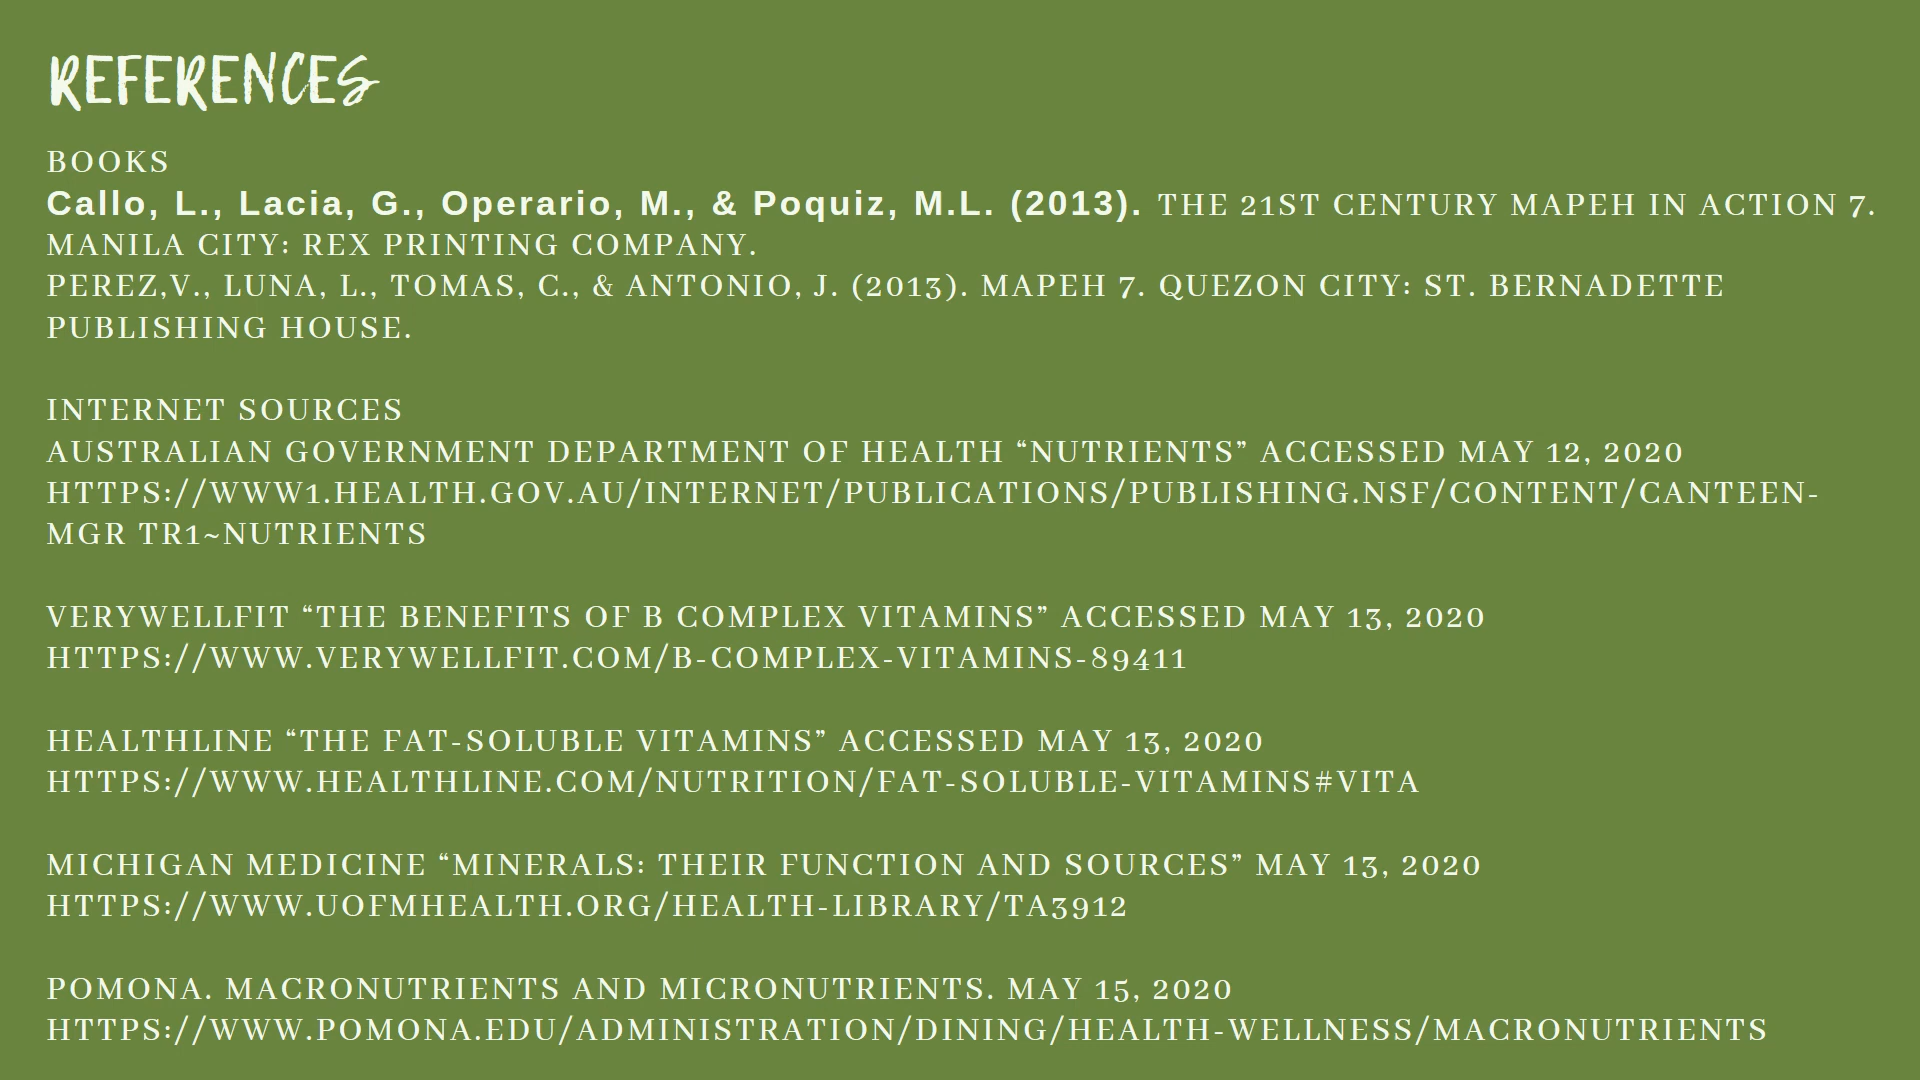 REFERENCES
BOOKS
Callo, L., Lacia, G., Operario, M., & Poquiz, M.L. (2013). THE 21ST CENTURY MAPEH IN ACTION 7.
MANILA CITY: REX PRINTING COMPANY.
PEREZ,V., LUNA, L., TOMAS, C., & ANTONIO, J. (2013). MAPEH 7. QUEZON CITY: ST. BERNADETTE
PUBLISHING HOUSE.
INTERNET SOURCES
AUSTRALIAN GOVERNMENT DEPARTMENT OF HEALTH “NUTRIENTS” ACCESSED MAY 12, 2020
HTTPS://WWW1.HEALTH.GOV.AU/INTERNET/PUBLICATIONS/PUBLISHING.NSF/CONTENT/CANTEEN-
MGR TR1~NUTRIENTS
VERYWELLFIT “THE BENEFITS OF B COMPLEX VITAMINS” ACCESSED MAY 13, 2020
HTTPS://WWW.VERYWELLFIT.COM/B-COMPLEX-VITAMINS-89411
HEALTHLINE “THE FAT-SOLUBLE VITAMINS” ACCESSED MAY 13, 2020
HTTPS://WWW.HEALTHLINE.COM/NUTRITION/FAT-SOLUBLE-VITAMINS#VITA
MICHIGAN MEDICINE “MINERALS: THEIR FUNCTION AND SOURCES” MAY 13, 2020
HTTPS://WWW.UOFMHEALTH.ORG/HEALTH-LIBRARY/TA3912
POMONA. MACRONUTRIENTS AND MICRONUTRIENTS. MAY 15, 2020
HTTPS://WWW.POMONA.EDU/ADMINISTRATION/DINING/HEALTH-WELLNESS/MACRONUTRIENTS